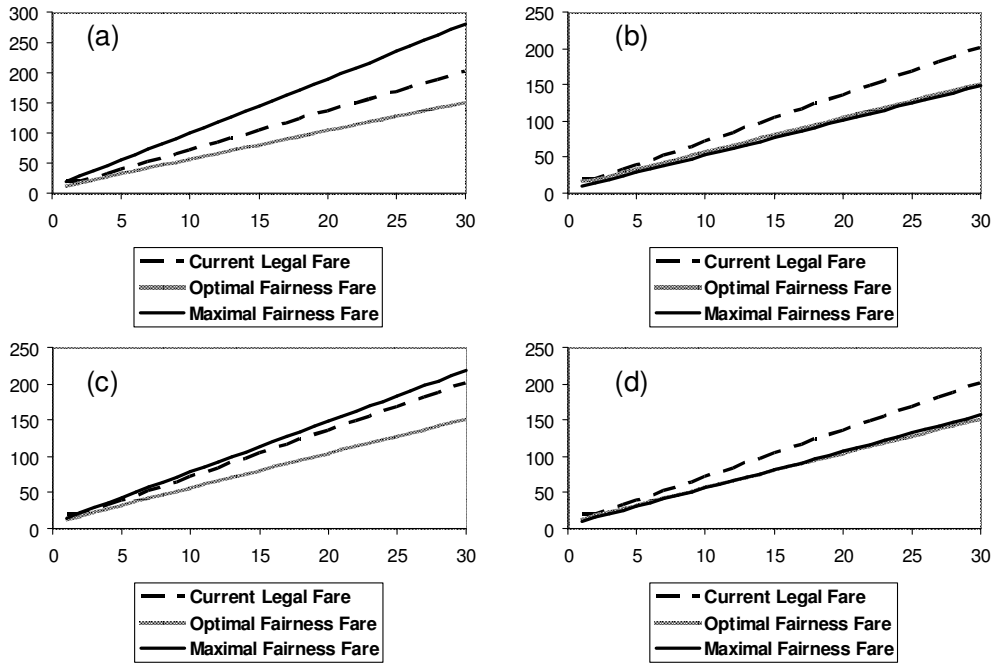 (a)
300
250
200
150
100
50
0
0 5 10 15 20 25 30
Current Legal Fare
Optimal Fairness Fare
Maximal Fairness Fare
(b)
250
200
150
100
50
0
0 5 10 15 20 25 30
Current Legal Fare
Optimal Fairness Fare
Maximal Fairness Fare
(c)
250
200
150
100
50
0
0 5 10 15 20 25 30
Current Legal Fare
Optimal Fairness Fare
Maximal Fairness Fare
(d)
250
200
150
100
50
0
0 5 10 15 20 25 30
Current Legal Fare
Optimal Fairness Fare
Maximal Fairness Fare